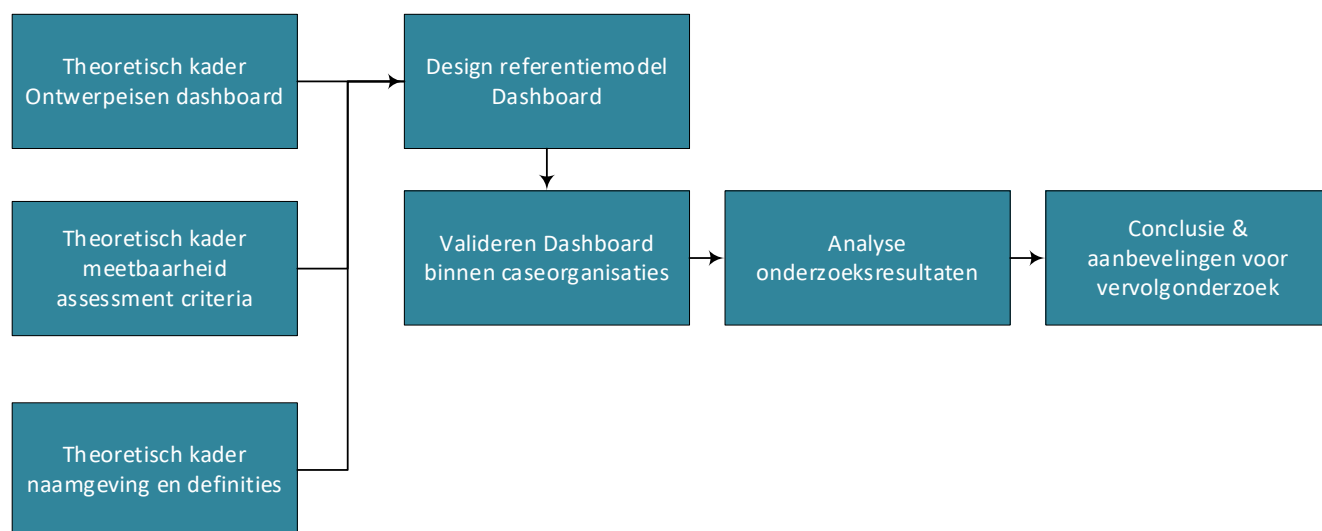 Theoretisch kader
Ontwerpeisen dashboard
Design referentiemodel
Dashboard
Theoretisch kader
meetbaarheid
assessment criteria
Valideren Dashboard
binnen caseorganisaties
Analyse
onderzoeksresultaten
Conclusie &
aanbevelingen voor
vervolgonderzoek
Theoretisch kader
naamgeving en definities